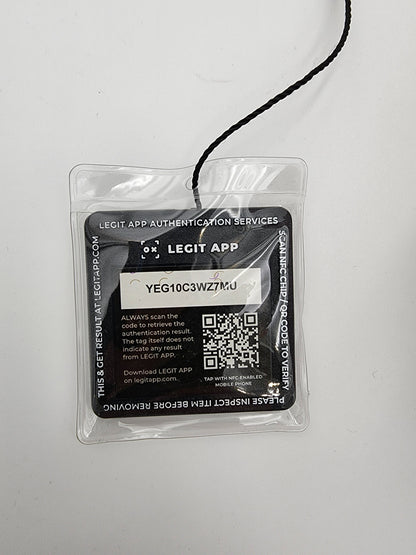 LEGIT APP AUTHENTICATION SERVICES
SCAN NFC CHIP / QR CODE TO VERIFY
PLEASE INSPECT ITEM BEFORE REMOVING
THIS & GET RESULT AT LEGITAPP.COM
LEGIT APP
YEG10C3WZ7MU
ALWAYS scan the
code to retrieve the
authentication result.
The tag itself does not
indicate any result
from LEGIT APP.
Download LEGIT APP
on legitapp.com.
TAP WITH NFC-ENABLED
MOBILE PHONE